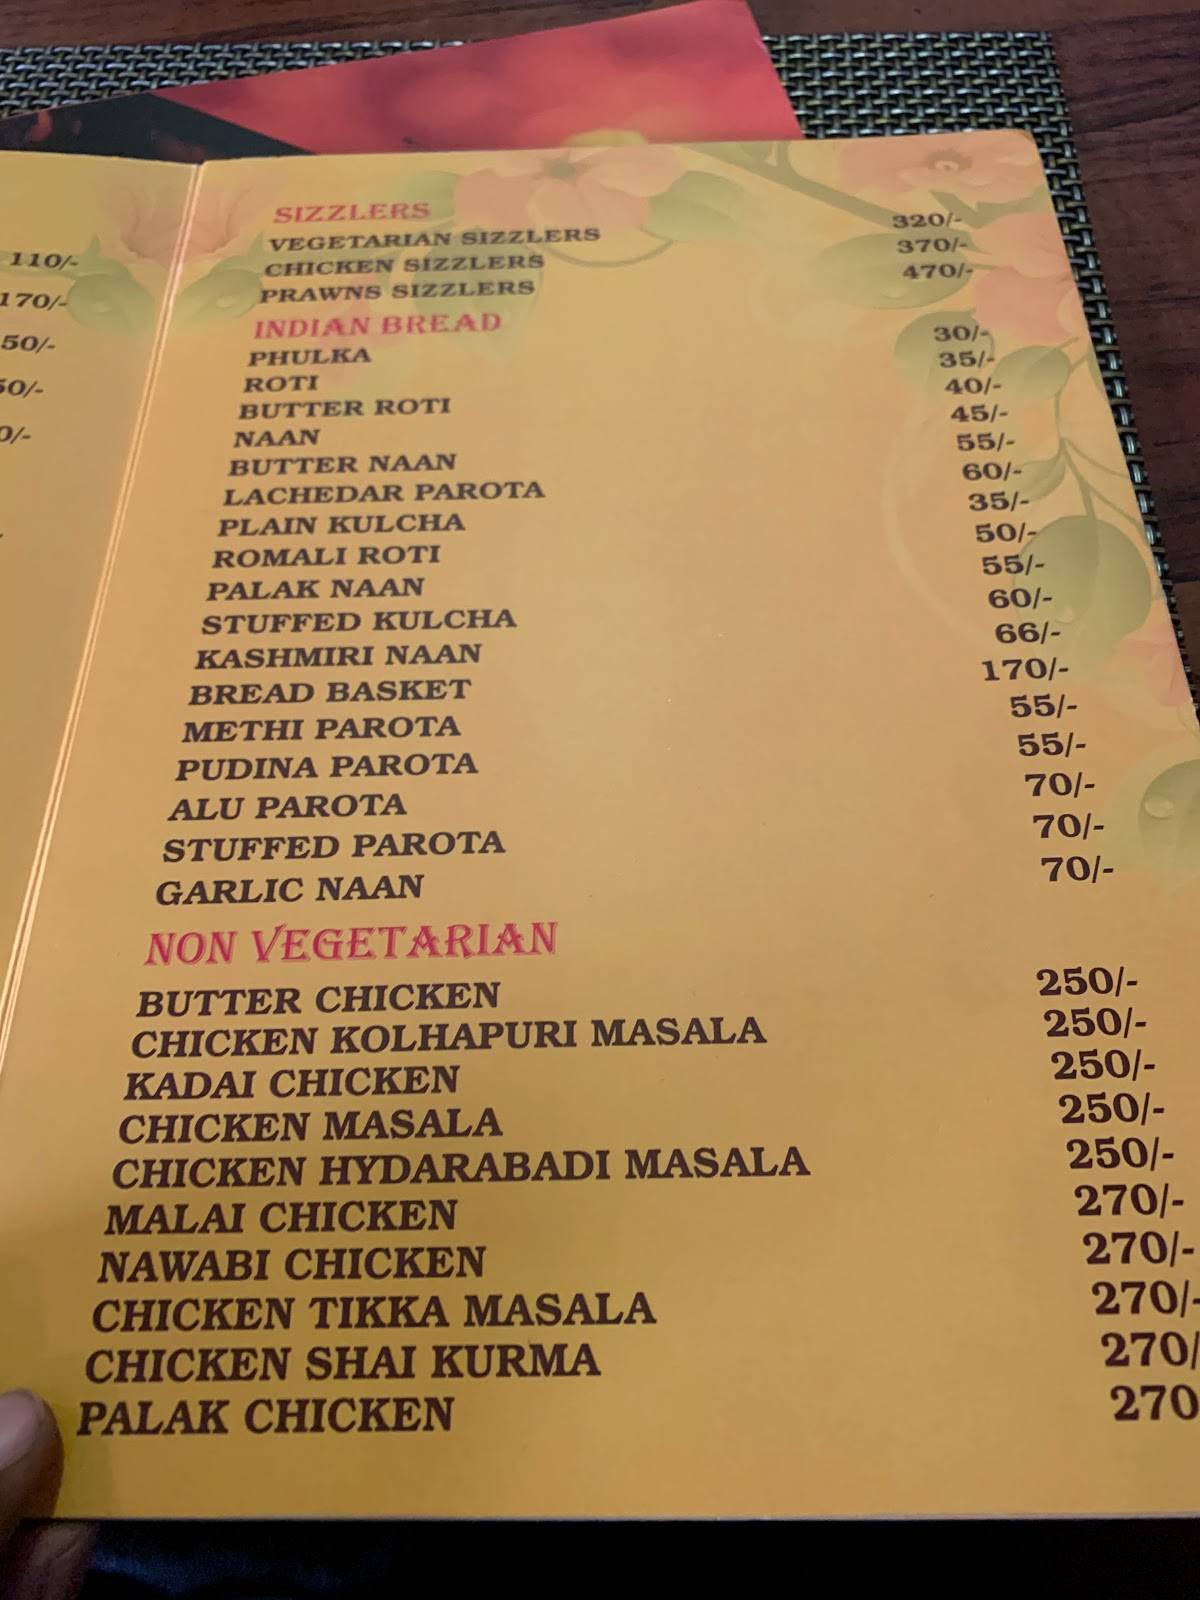 110/-
170/-
50/-
SIZZLERS
VEGETARIAN SIZZLERS 320/-
CHICKEN SIZZLERS 370/-
PRAWNS SIZZLERS 470/-
INDIAN BREAD
PHULKA 30/-
ROTI 35/-
BUTTER ROTI 40/-
NAAN 45/-
BUTTER NAAN 55/-
LACHEDAR PAROTA 60/-
PLAIN KULCHA 35/-
ROMALI ROTI 50/-
PALAK NAAN 55/-
STUFFED KULCHA 60/-
KASHMIRI NAAN 66/-
BREAD BASKET 170/-
METHI PAROTA 55/-
PUDINA PAROTA 55/-
ALU PAROTA 70/-
STUFFED PAROTA 70/-
GARLIC NAAN 70/-
NON VEGETARIAN
BUTTER CHICKEN 250/-
CHICKEN KOLHAPURI MASALA 250/-
KADAI CHICKEN 250/-
CHICKEN MASALA 250/-
CHICKEN HYDARABADI MASALA 250/-
MALAI CHICKEN 270/-
NAWABI CHICKEN 270/-
CHICKEN TIKKA MASALA 270/-
CHICKEN SHAI KURMA 270/
PALAK CHICKEN 270